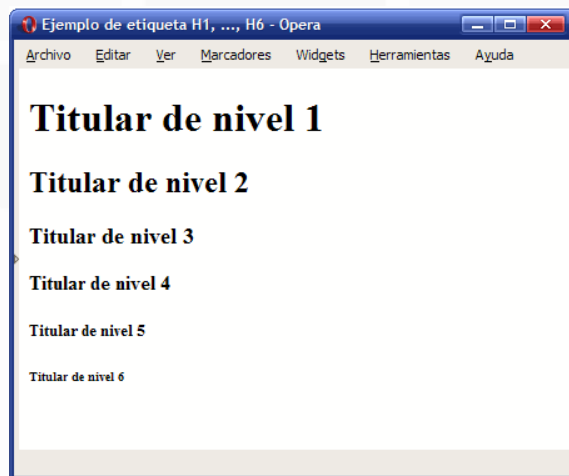 Ejemplo de etiqueta H1, ..., H6 - Opera
Archivo Editar Ver Marcadores Widgets Herramientas Ayuda
Titular de nivel 1
Titular de nivel 2
Titular de nivel 3
Titular de nivel 4
Titular de nivel 5
Titular de nivel 6